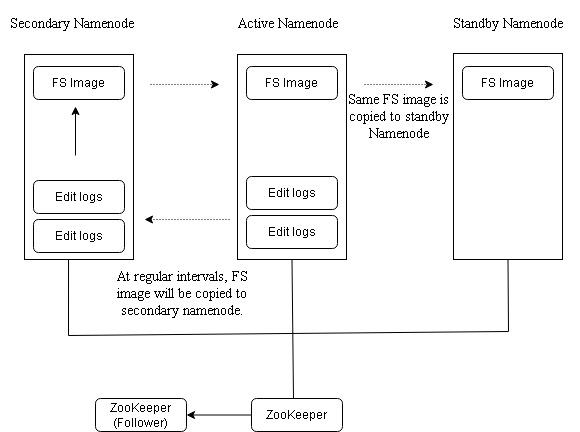 Secondary Namenode
Active Namenode
Standby Namenode
FS Image
FS Image
FS Image
Same FS image is
copied to standby
Namenode
Edit logs
Edit logs
Edit logs
Edit logs
At regular intervals, FS
image will be copied to
secondary namenode.
ZooKeeper
(Follower)
ZooKeeper